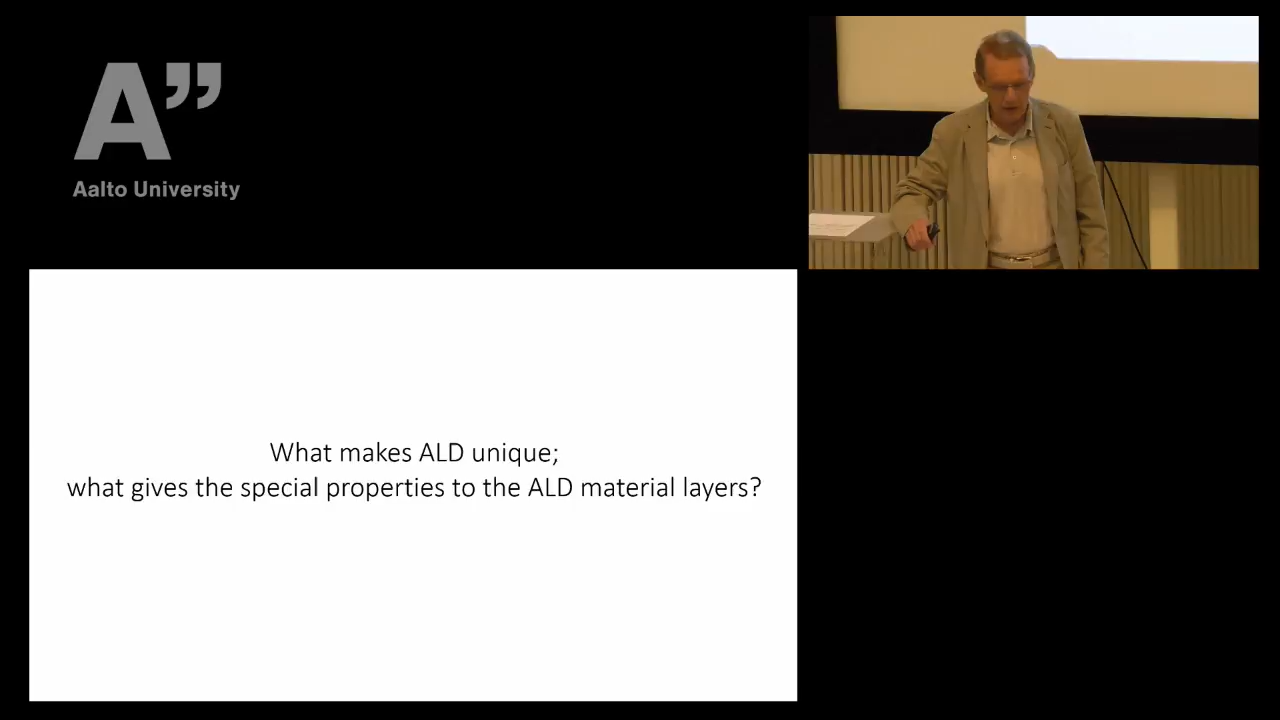 A”
Aalto University
What makes ALD unique;
what gives the special properties to the ALD material layers?